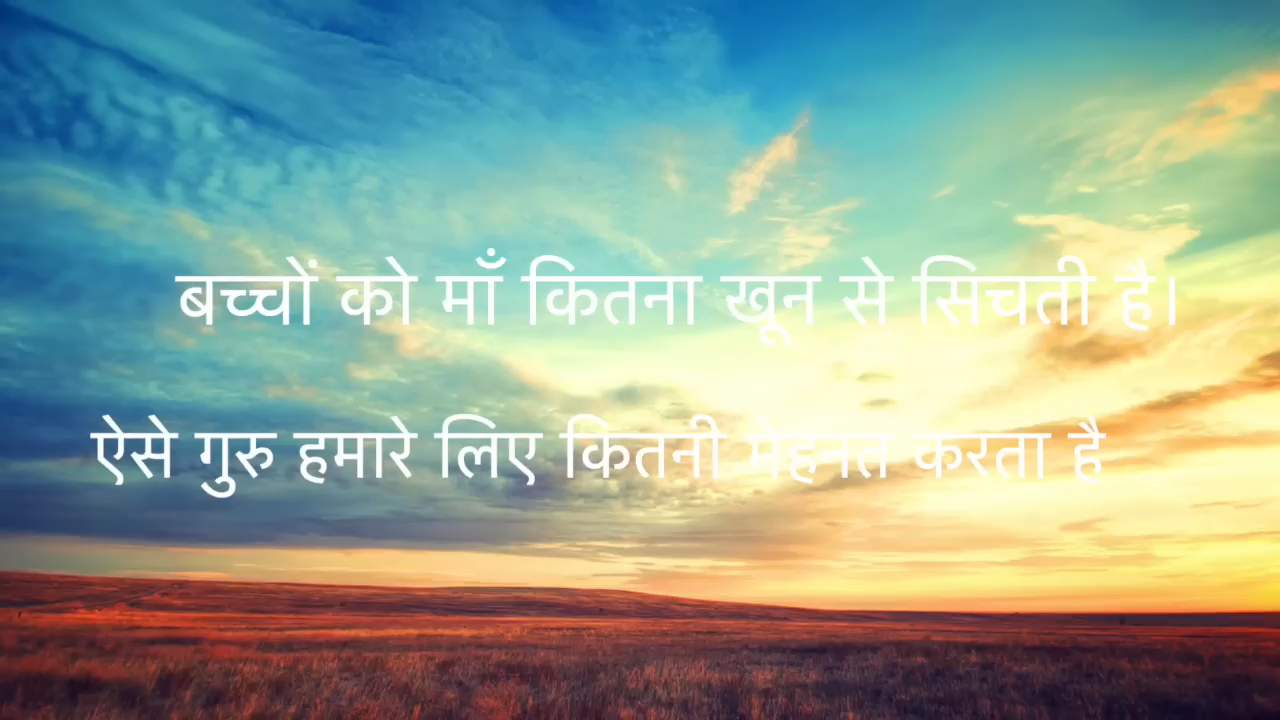 बच्चों को माँ कितना खून से सिचती है।
ऐसे गुरु हमारे लिए कितनी मेहनत करता है